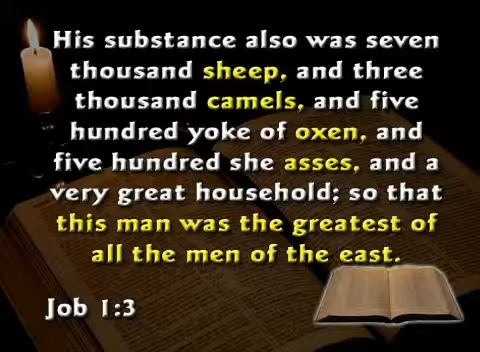 His substance also was seven
thousand sheep, and three
thousand camels, and five
hundred yoke of oxen, and
five hundred she asses, and a
very great household; so that
this man was the greatest of
all the men of the east.
Job 1:3